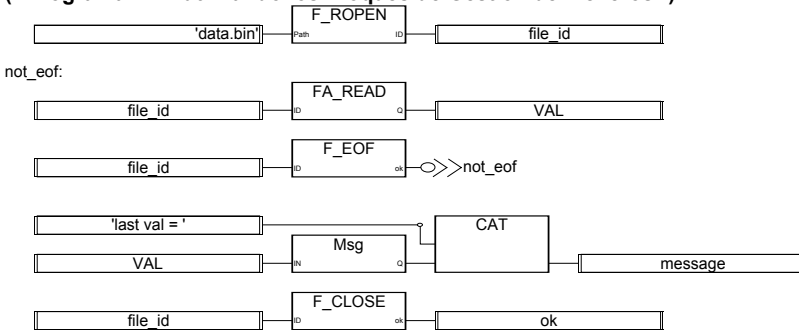 F_ROPEN
'data.bin' Path ID file_id
not_eof:
FA_READ
file_id ID Q VAL
F_EOF
file_id ID ok not_eof
'last val = ' CAT
Msg
VAL IN Q message
F_CLOSE
file_id ID ok ok